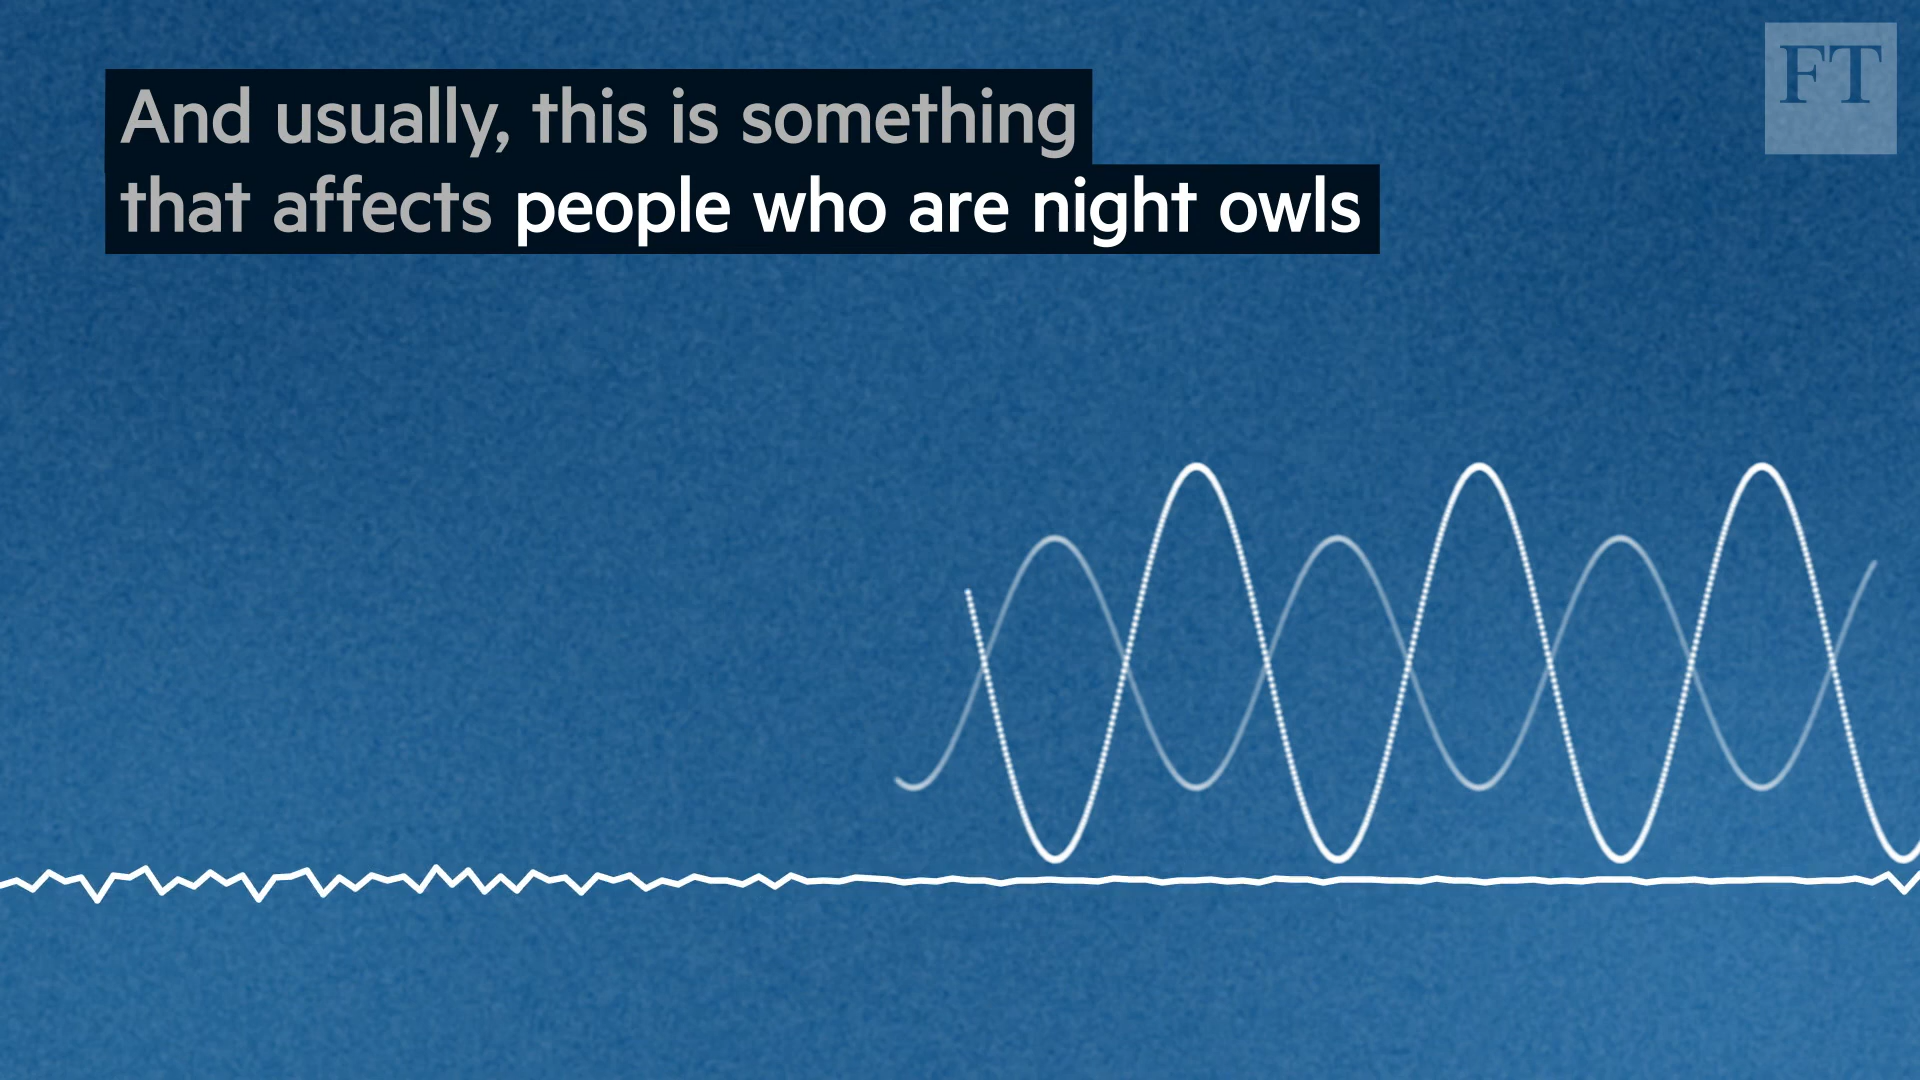 FT
And usually, this is something
that affects people who are night owls